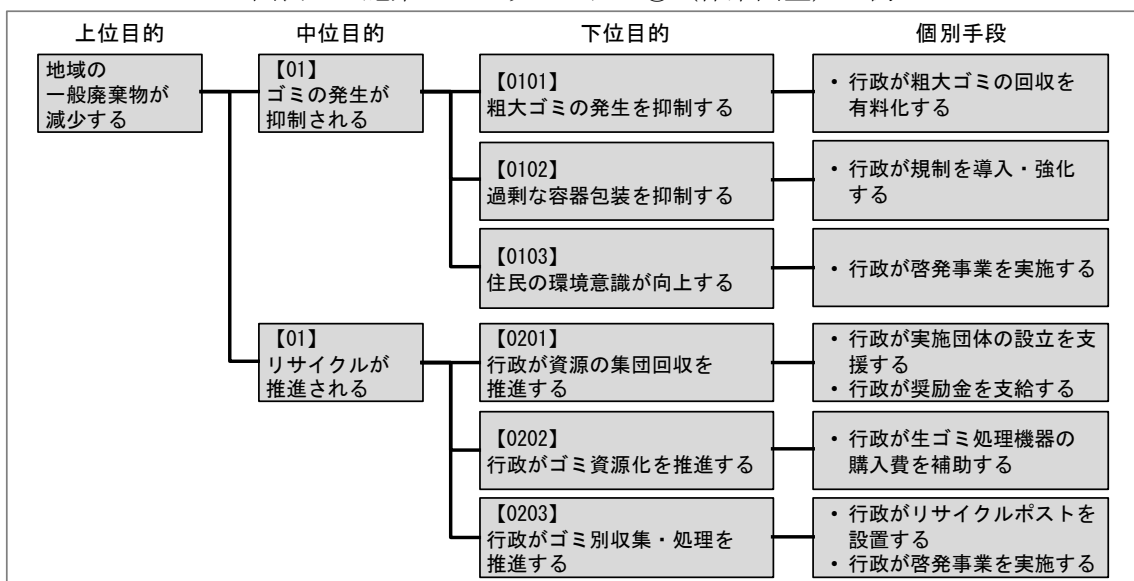 上位目的
中位目的
下位目的
個別手段
地域の
一般廃棄物が
減少する
【01】
ゴミの発生が
抑制される
【0101】
粗大ゴミの発生を抑制する
・ 行政が粗大ゴミの回収を
有料化する
【0102】
過剰な容器包装を抑制する
・ 行政が規制を導入・強化
する
【0103】
住民の環境意識が向上する
・ 行政が啓発事業を実施する
【01】
リサイクルが
推進される
【0201】
行政が資源の集団回収を
推進する
・ 行政が実施団体の設立を支
援する
・ 行政が奨励金を支給する
【0202】
行政がゴミ資源化を推進する
・ 行政が生ゴミ処理機器の
購入費を補助する
【0203】
行政がゴミ別収集・処理を
推進する
・ 行政がリサイクルポストを
設置する
・ 行政が啓発事業を実施する